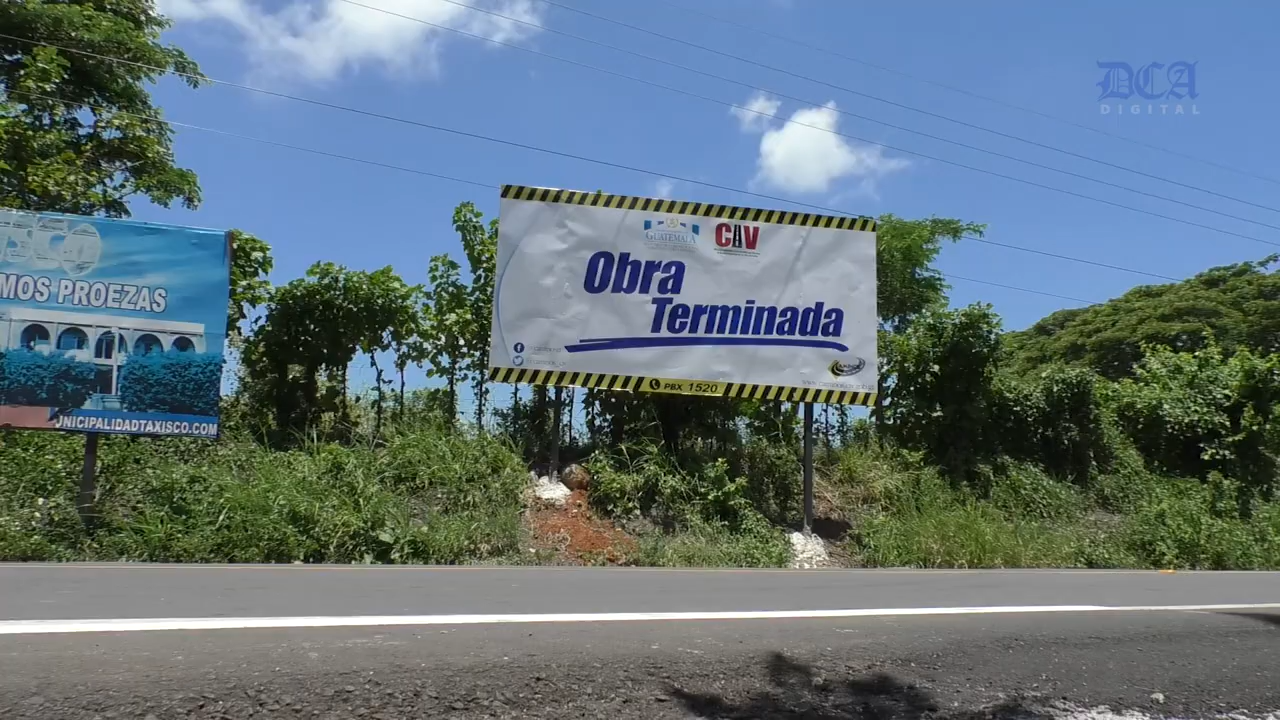 DCA
DIGITAL
MOS PROEZAS
UNICIPALIDADTAXISCO.COM
GUATEMALA
CIV
Obra
Terminada
PBX 1520